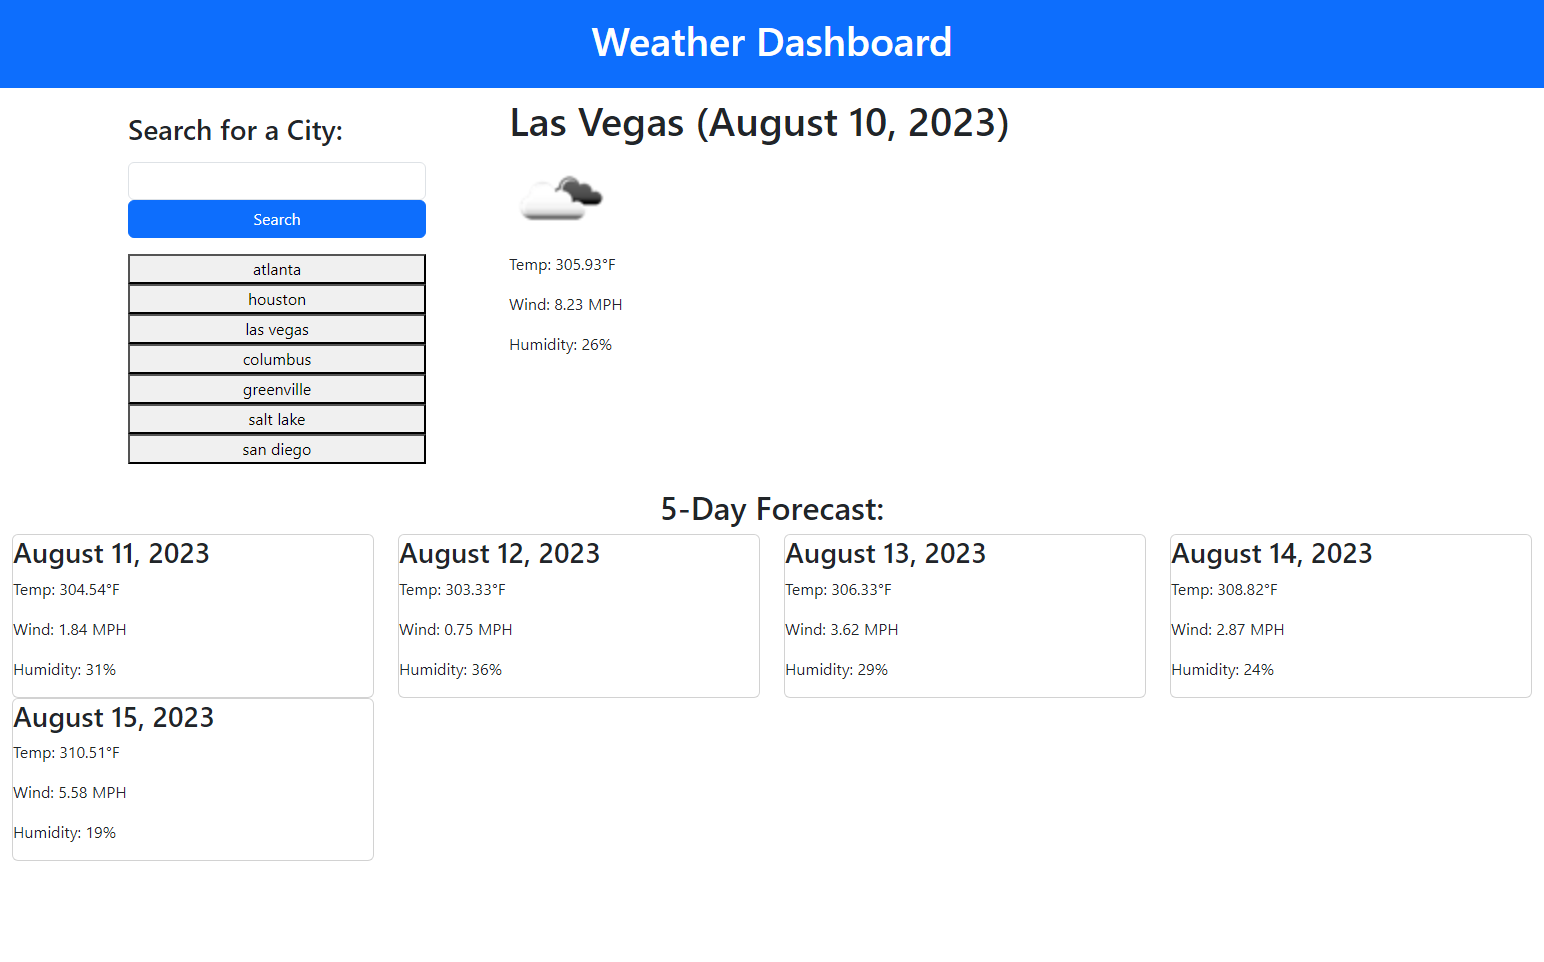 Weather Dashboard
Search for a City:
Search
atlanta
houston
las vegas
columbus
greenville
salt lake
san diego
Las Vegas (August 10, 2023)
Temp: 305.93°F
Wind: 8.23 MPH
Humidity: 26%
5-Day Forecast:
August 11, 2023
Temp: 304.54°F
Wind: 1.84 MPH
Humidity: 31%
August 12, 2023
Temp: 303.33°F
Wind: 0.75 MPH
Humidity: 36%
August 13, 2023
Temp: 306.33°F
Wind: 3.62 MPH
Humidity: 29%
August 14, 2023
Temp: 308.82°F
Wind: 2.87 MPH
Humidity: 24%
August 15, 2023
Temp: 310.51°F
Wind: 5.58 MPH
Humidity: 19%